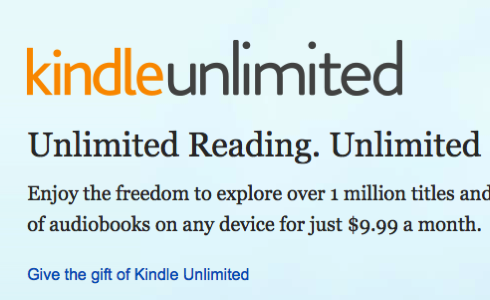 kindleunlimited
Unlimited Reading. Unlimited
Enjoy the freedom to explore over 1 million titles and
of audiobooks on any device for just $9.99 a month.
Give the gift of Kindle Unlimited